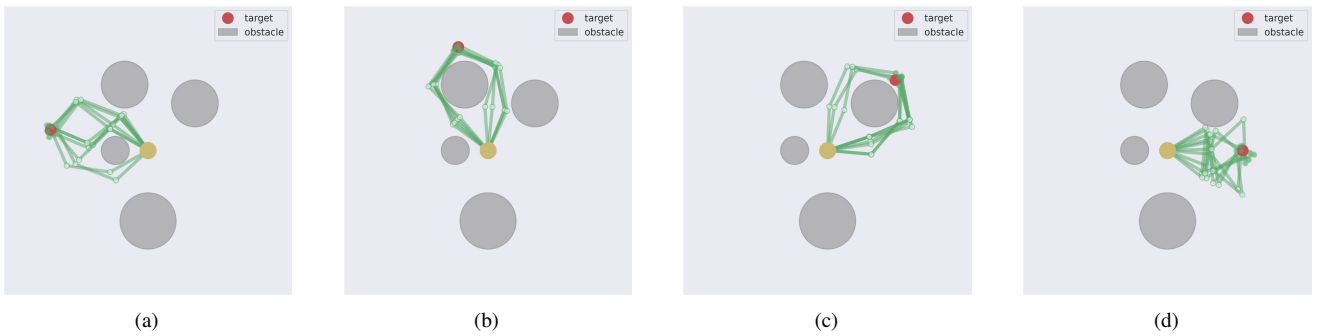 target
obstacle
target
obstacle
target
obstacle
target
obstacle
(a)
(b)
(c)
(d)